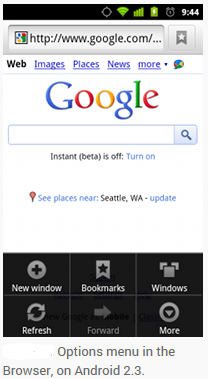 9:44
http://www.google.com/...
Web Images Places News more
Google
Instant (beta) is off: Turn on
See places near: Seattle, WA - update
New window Bookmarks Windows
Refresh Forward More
Options menu in the
Browser, on Android 2.3.